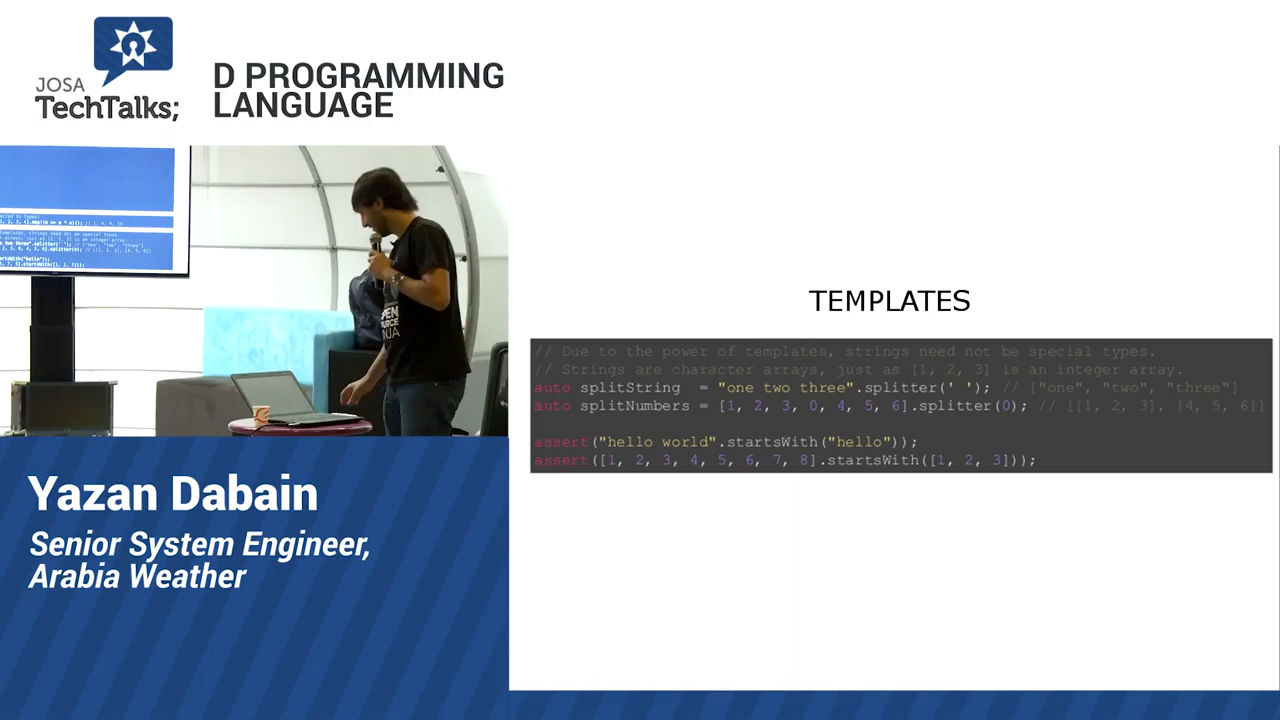 JOSA
TechTalks;
D PROGRAMMING
LANGUAGE
TEMPLATES
// Due to the power of templates, strings need not be special types.
// Strings are character arrays, just as [1, 2, 3] is an integer array.
auto splitString  = "one two three".splitter(' '); // ["one", "two", "three"]
auto splitNumbers = [1, 2, 3, 0, 4, 5, 6].splitter(0); // [[1, 2, 3], [4, 5, 6]]
assert("hello world".startsWith("hello"));
assert([1, 2, 3, 4, 5, 6, 7, 8].startsWith([1, 2, 3]));
Yazan Dabain
Senior System Engineer,
Arabia Weather